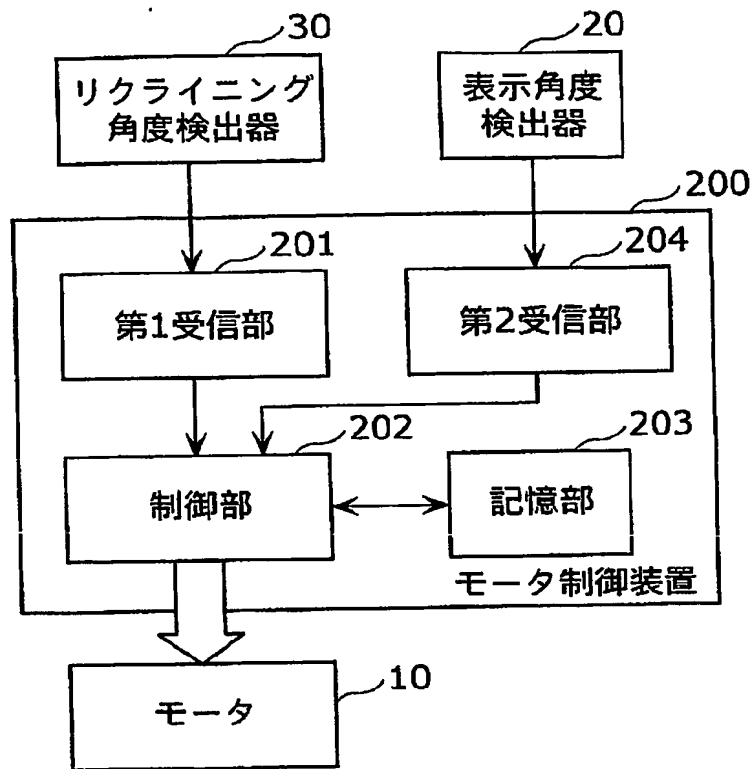 30
リクライニング
角度検出器
20
表示角度
検出器
200
201
第1受信部
204
第2受信部
202
制御部
203
記憶部
モータ制御装置
10
モータ